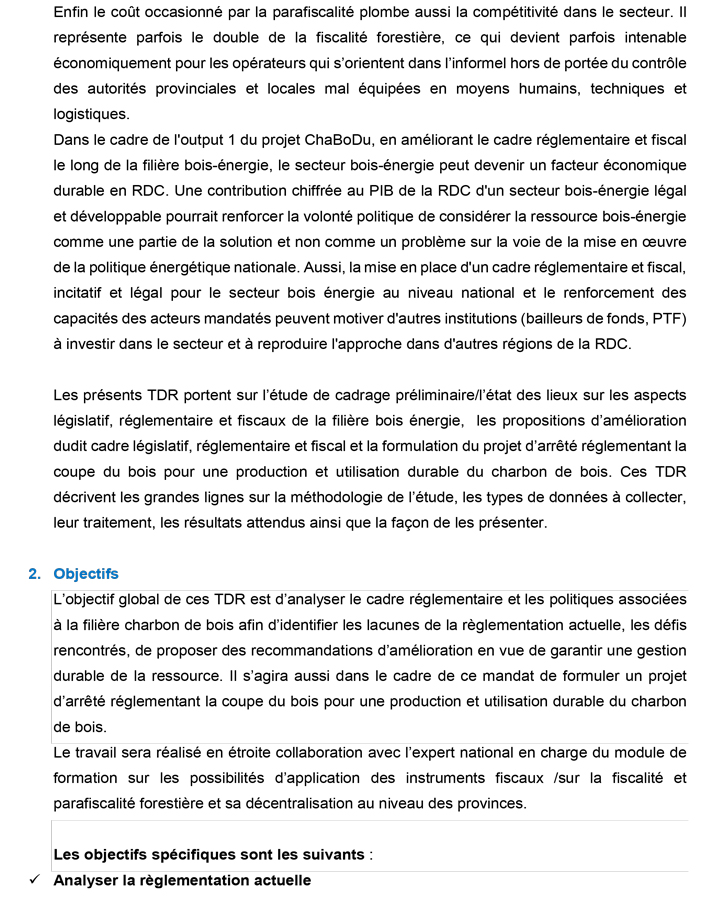 Enfin le coût occasionné par la parafiscalité plombe aussi la compétitivité dans le secteur. Il
représente parfois le double de la fiscalité forestière, ce qui devient parfois intenable
économiquement pour les opérateurs qui s’orientent dans l’informel hors de portée du contrôle
des autorités provinciales et locales mal équipées en moyens humains, techniques et
logistiques.
Dans le cadre de l'output 1 du projet ChaBoDu, en améliorant le cadre réglementaire et fiscal
le long de la filière bois-énergie, le secteur bois-énergie peut devenir un facteur économique
durable en RDC. Une contribution chiffrée au PIB de la RDC d'un secteur bois-énergie légal
et développable pourrait renforcer la volonté politique de considérer la ressource bois-énergie
comme une partie de la solution et non comme un problème sur la voie de la mise en œuvre
de la politique énergétique nationale. Aussi, la mise en place d'un cadre réglementaire et fiscal,
incitatif et légal pour le secteur bois énergie au niveau national et le renforcement des
capacités des acteurs mandatés peuvent motiver d'autres institutions (bailleurs de fonds, PTF)
à investir dans le secteur et à reproduire l'approche dans d'autres régions de la RDC.
Les présents TDR portent sur l’étude de cadrage préliminaire/l’état des lieux sur les aspects
législatif, réglementaire et fiscaux de la filière bois énergie, les propositions d’amélioration
dudit cadre législatif, réglementaire et fiscal et la formulation du projet d’arrêté réglementant la
coupe du bois pour une production et utilisation durable du charbon de bois. Ces TDR
décrivent les grandes lignes sur la méthodologie de l’étude, les types de données à collecter,
leur traitement, les résultats attendus ainsi que la façon de les présenter.
2. Objectifs
L’objectif global de ces TDR est d’analyser le cadre réglementaire et les politiques associées
à la filière charbon de bois afin d’identifier les lacunes de la règlementation actuelle, les défis
rencontrés, de proposer des recommandations d’amélioration en vue de garantir une gestion
durable de la ressource. Il s’agira aussi dans le cadre de ce mandat de formuler un projet
d’arrêté réglementant la coupe du bois pour une production et utilisation durable du charbon
de bois.
Le travail sera réalisé en étroite collaboration avec l’expert national en charge du module de
formation sur les possibilités d’application des instruments fiscaux /sur la fiscalité et
parafiscalité forestière et sa décentralisation au niveau des provinces.
Les objectifs spécifiques sont les suivants :
✓ Analyser la règlementation actuelle